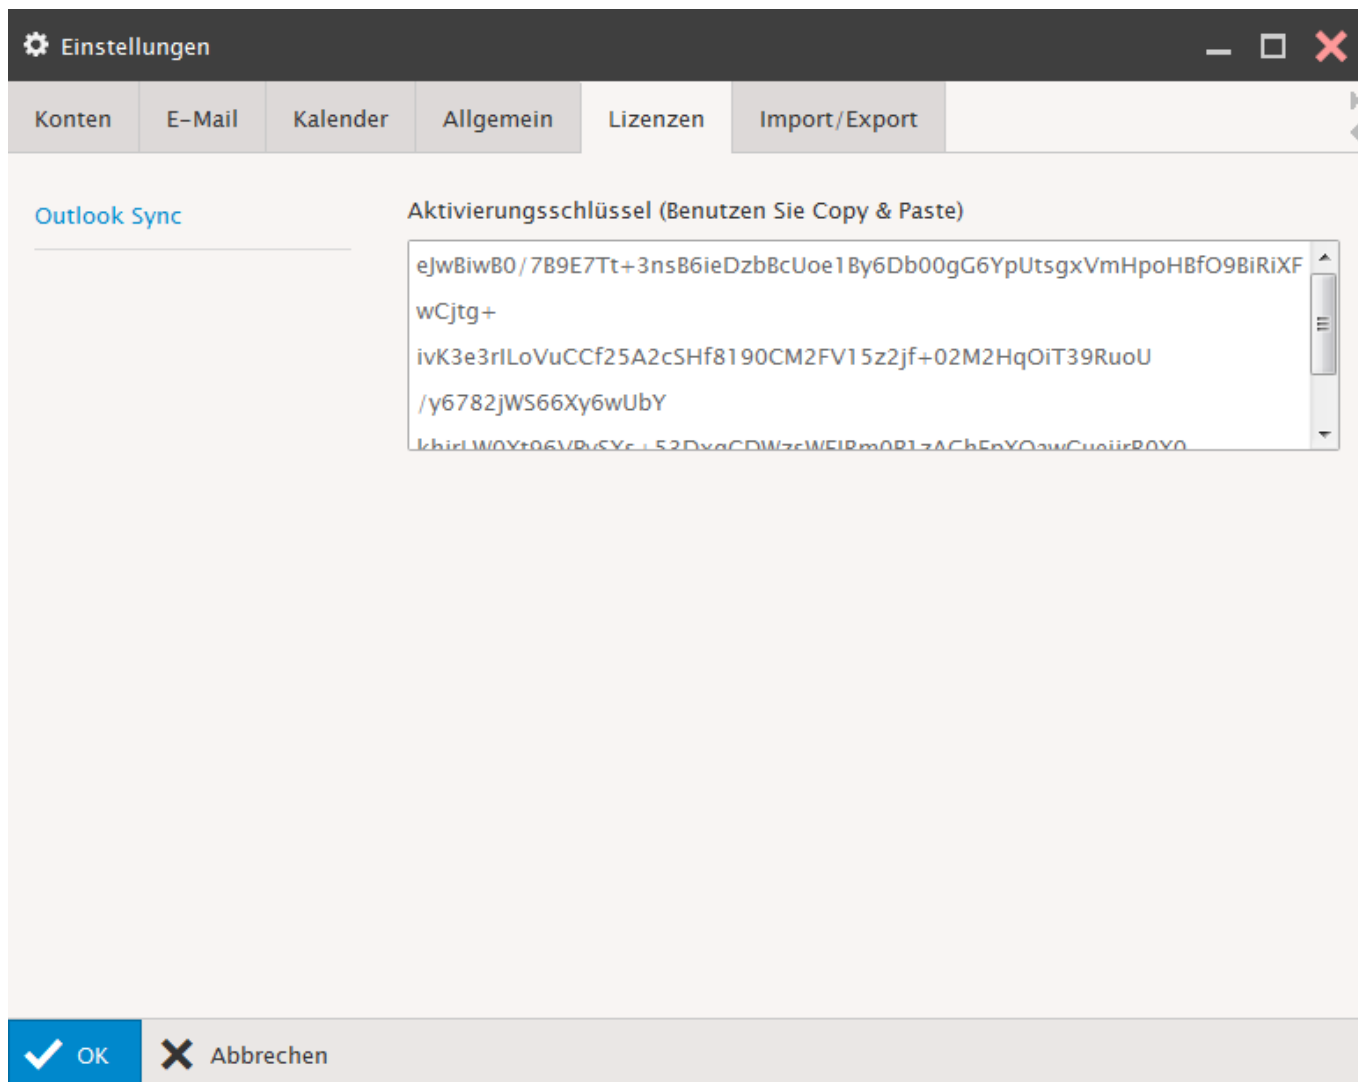 Einstellungen
Konten
E-Mail
Kalender
Allgemein
Lizenzen
Import/Export
Outlook Sync
Aktivierungsschlüssel (Benutzen Sie Copy & Paste)
eJwBiwB0/7B9E7Tt+3nsB6ieDzbBcUoe1By6Db00gG6YpUtsgxVmHpoHBfO9BiRiXF
wCjtg+
ivK3e3rILoVuCCf25A2cSHf8190CM2FV15z2jf+02M2HqOiT39RuoU
/y6782jWS66Xy6wUbY
OK
Abbrechen